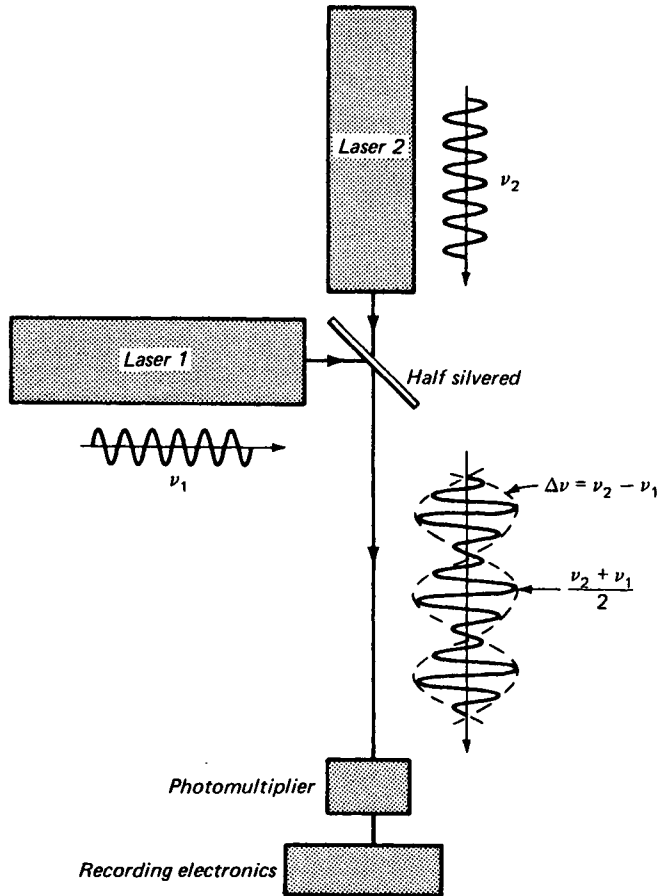 Laser 2
ν₂
Laser 1
Half silvered
ν₁
Δν = ν₂ − ν₁
ν₂ + ν₁
2
Photomultiplier
Recording electronics